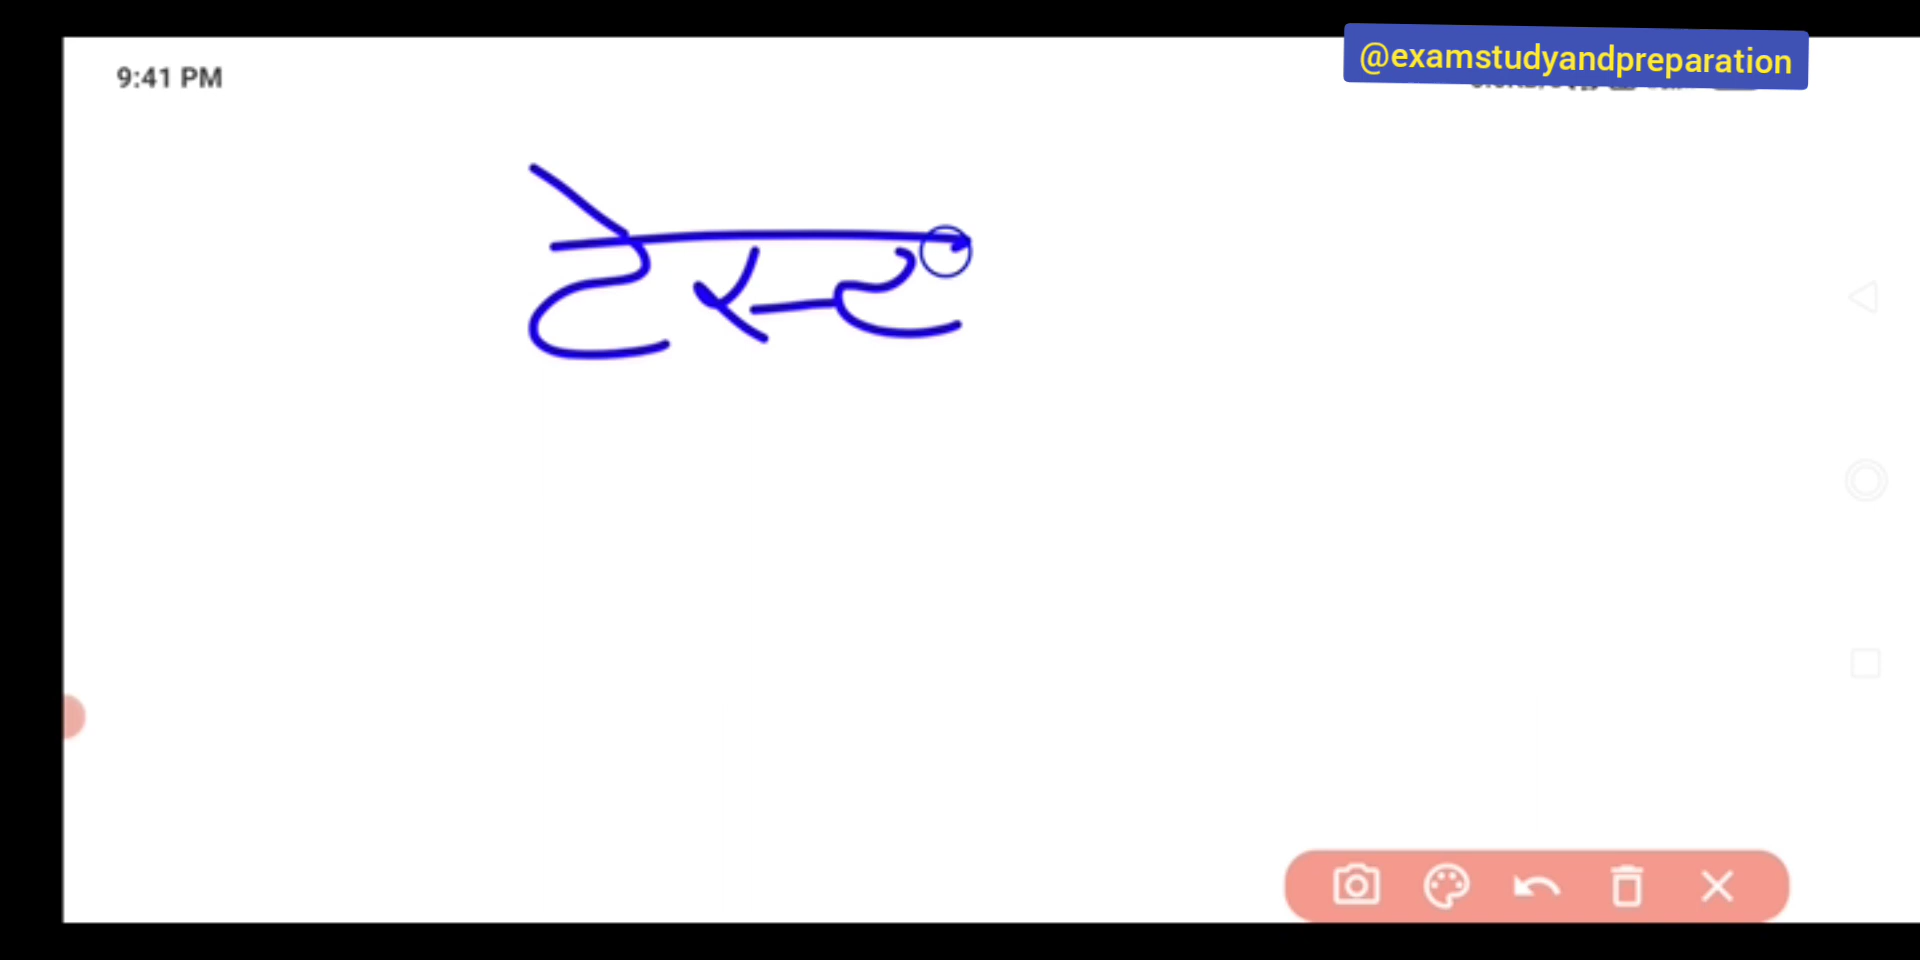 @examstudyandpreparation
9:41 PM
टेस्ट